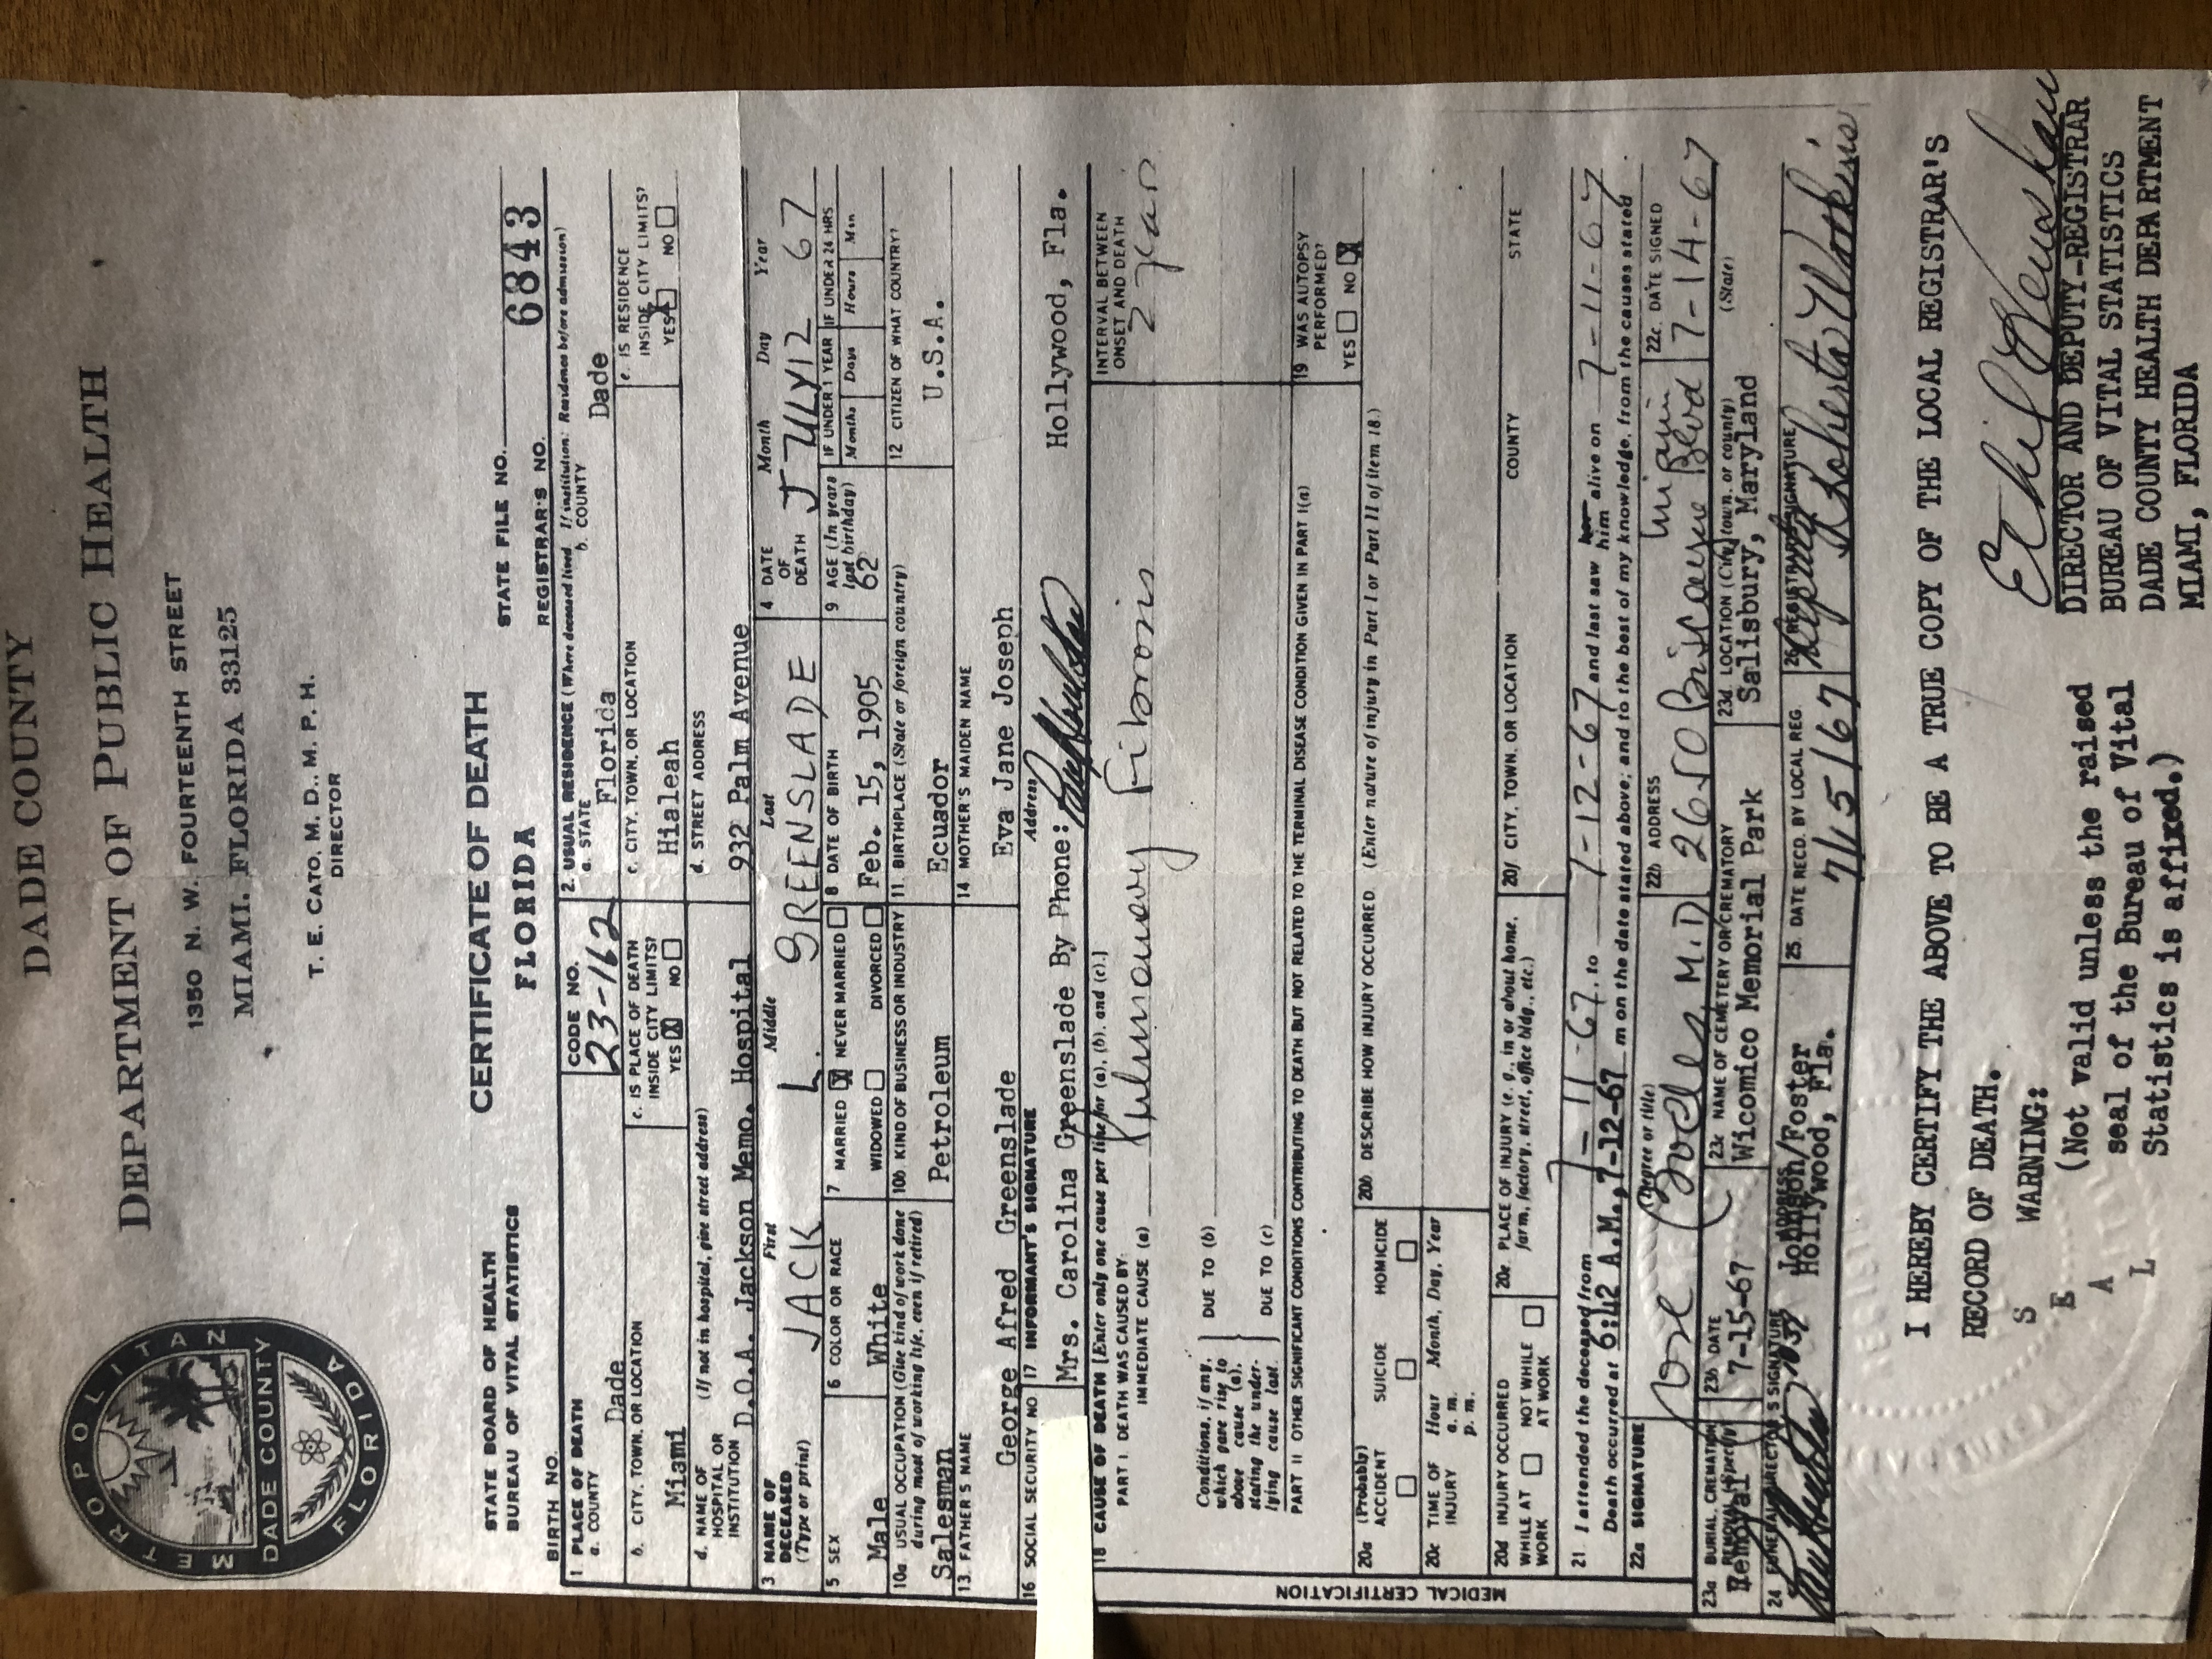 DADE COUNTY
DEPARTMENT OF PUBLIC HEALTH
1350 N. W. FOURTEENTH STREET
MIAMI. FLORIDA 33125
T. E. CATO, M. D., M. P. H.
DIRECTOR
METROPOLITAN
DADE COUNTY
FLORIDA
STATE BOARD OF HEALTH
BUREAU OF VITAL STATISTICS
CERTIFICATE OF DEATH
FLORIDA
STATE FILE NO.
REGISTRAR'S NO. 6843
BIRTH NO.
1. PLACE OF DEATH
a. COUNTY
Dade
CODE NO.
23-162
2. USUAL RESIDENCE (Where deceased lived. If institution: Residence before admission)
a. STATE
Florida
b. COUNTY
Dade
b. CITY, TOWN, OR LOCATION
Miami
c. IS PLACE OF DEATH
INSIDE CITY LIMITS?
YES X NO
c. CITY, TOWN, OR LOCATION
Hialeah
e. IS RESIDENCE
INSIDE CITY LIMITS?
YES X NO
d. NAME OF (If not in hospital, give street address)
HOSPITAL OR
INSTITUTION D.O.A. Jackson Memo. Hospital
d. STREET ADDRESS
932 Palm Avenue
3. NAME OF
DECEASED
(Type or print)
First Middle Last
JACK L. GREENSLADE
4 DATE
OF
DEATH
Month Day Year
JULY 12 67
5 SEX
Male
6 COLOR OR RACE
White
7 MARRIED X NEVER MARRIED
WIDOWED DIVORCED
8 DATE OF BIRTH
Feb. 15, 1905
9 AGE (In years
last birthday)
62
IF UNDER 1 YEAR
Months Days
IF UNDER 24 HRS
Hours Min
10a. USUAL OCCUPATION (Give kind of work done
during most of working life, even if retired)
Salesman
10b. KIND OF BUSINESS OR INDUSTRY
Petroleum
11. BIRTHPLACE (State or foreign country)
Ecuador
12 CITIZEN OF WHAT COUNTRY?
U.S.A.
13. FATHER'S NAME
George Afred Greenslade
14 MOTHER'S MAIDEN NAME
Eva Jane Joseph
16 SOCIAL SECURITY NO
17 INFORMANT'S SIGNATURE Address
Mrs. Carolina Greenslade By Phone: Hollywood, Fla.
18 CAUSE OF DEATH [Enter only one cause per line for (a), (b), and (c).]
PART I. DEATH WAS CAUSED BY:
IMMEDIATE CAUSE (a) Pulmonary Fibrosis
INTERVAL BETWEEN
ONSET AND DEATH
2 years
Conditions, if any,
which gave rise to
above cause (a),
stating the under-
lying cause last.
DUE TO (b)
DUE TO (c)
PART II OTHER SIGNIFICANT CONDITIONS CONTRIBUTING TO DEATH BUT NOT RELATED TO THE TERMINAL DISEASE CONDITION GIVEN IN PART I(a)
19 WAS AUTOPSY
PERFORMED?
YES NO X
MEDICAL CERTIFICATION
20a (Probably)
ACCIDENT SUICIDE HOMICIDE
20b. DESCRIBE HOW INJURY OCCURRED. (Enter nature of injury in Part I or Part II of item 18.)
20c TIME OF
INJURY
Hour Month, Day, Year
a. m.
p. m.
20d INJURY OCCURRED
WHILE AT
WORK
NOT WHILE
AT WORK
20e. PLACE OF INJURY (e. g., in or about home,
farm, factory, street, office bldg., etc.)
20f. CITY, TOWN, OR LOCATION COUNTY STATE
21. I attended the deceased from 7-11-67, to 7-12-67 and last saw her him alive on 7-11-67
Death occurred at 6:42 A.M., 7-12-67 m on the date stated above; and to the best of my knowledge, from the causes stated
22a SIGNATURE (Degree or title)
Jose M.D
22b ADDRESS
2650 Biscayne Blvd Miami
22c. DATE SIGNED
7-14-67
23a BURIAL, CREMATION,
REMOVAL (Specify)
Removal
23b DATE
7-15-67
23c NAME OF CEMETERY OR CREMATORY
Wicomico Memorial Park
23d. LOCATION (City, town, or county) (State)
Salisbury, Maryland
24 FUNERAL DIRECTOR'S SIGNATURE ADDRESS
1039
Johnson/Foster
Hollywood, Fla.
25. DATE RECD. BY LOCAL REG.
7/15/67
26 REGISTRAR'S SIGNATURE
Deputy
Roberta Watkins
I HEREBY CERTIFY THE ABOVE TO BE A TRUE COPY OF THE LOCAL REGISTRAR'S
RECORD OF DEATH.
SEAL
WARNING:
(Not valid unless the raised
seal of the Bureau of Vital
Statistics is affixed.)
Ethel Henshaw
DIRECTOR AND DEPUTY-REGISTRAR
BUREAU OF VITAL STATISTICS
DADE COUNTY HEALTH DEPARTMENT
MIAMI, FLORIDA